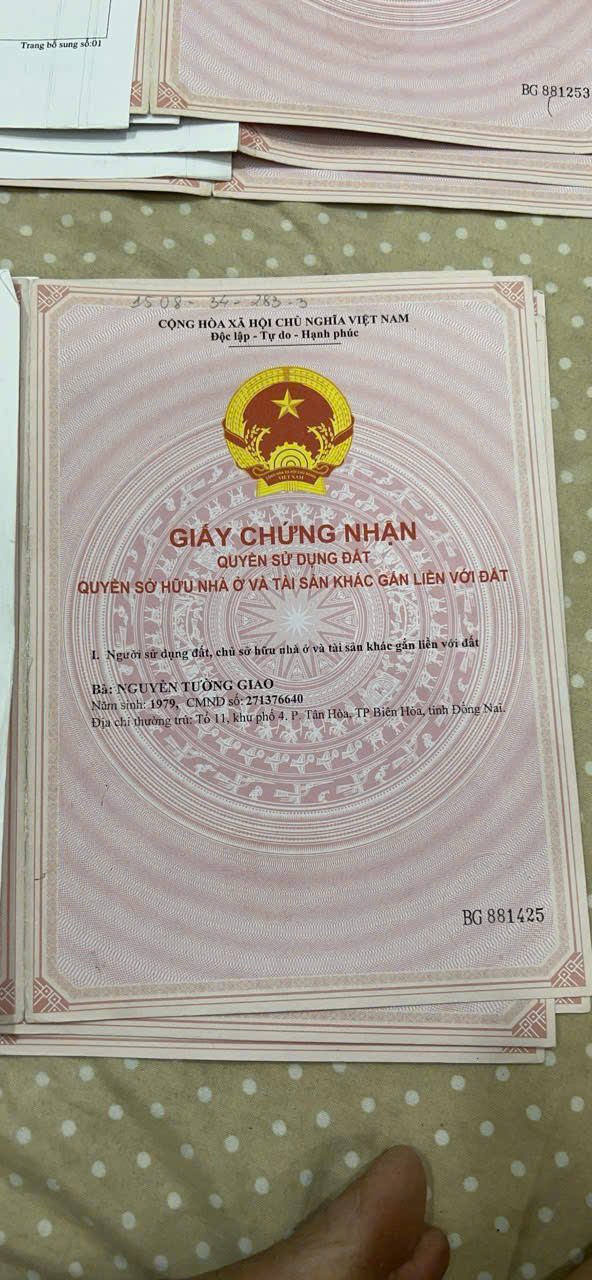 Trang bổ sung số:01
BG 881253
1508 - 34 - 283 - 3
CỘNG HÒA XÃ HỘI CHỦ NGHĨA VIỆT NAM
Độc lập - Tự do - Hạnh phúc
VIỆT NAM
GIẤY CHỨNG NHẬN
QUYỀN SỬ DỤNG ĐẤT
QUYỀN SỞ HỮU NHÀ Ở VÀ TÀI SẢN KHÁC GẮN LIỀN VỚI ĐẤT
I. Người sử dụng đất, chủ sở hữu nhà ở và tài sản khác gắn liền với đất
Bà: NGUYỄN TƯỜNG GIAO
Năm sinh: 1979, CMND số: 271376640
Địa chỉ thường trú: Tổ 11, khu phố 4. P. Tân Hòa, TP Biên Hòa, tỉnh Đồng Nai.
BG 881425